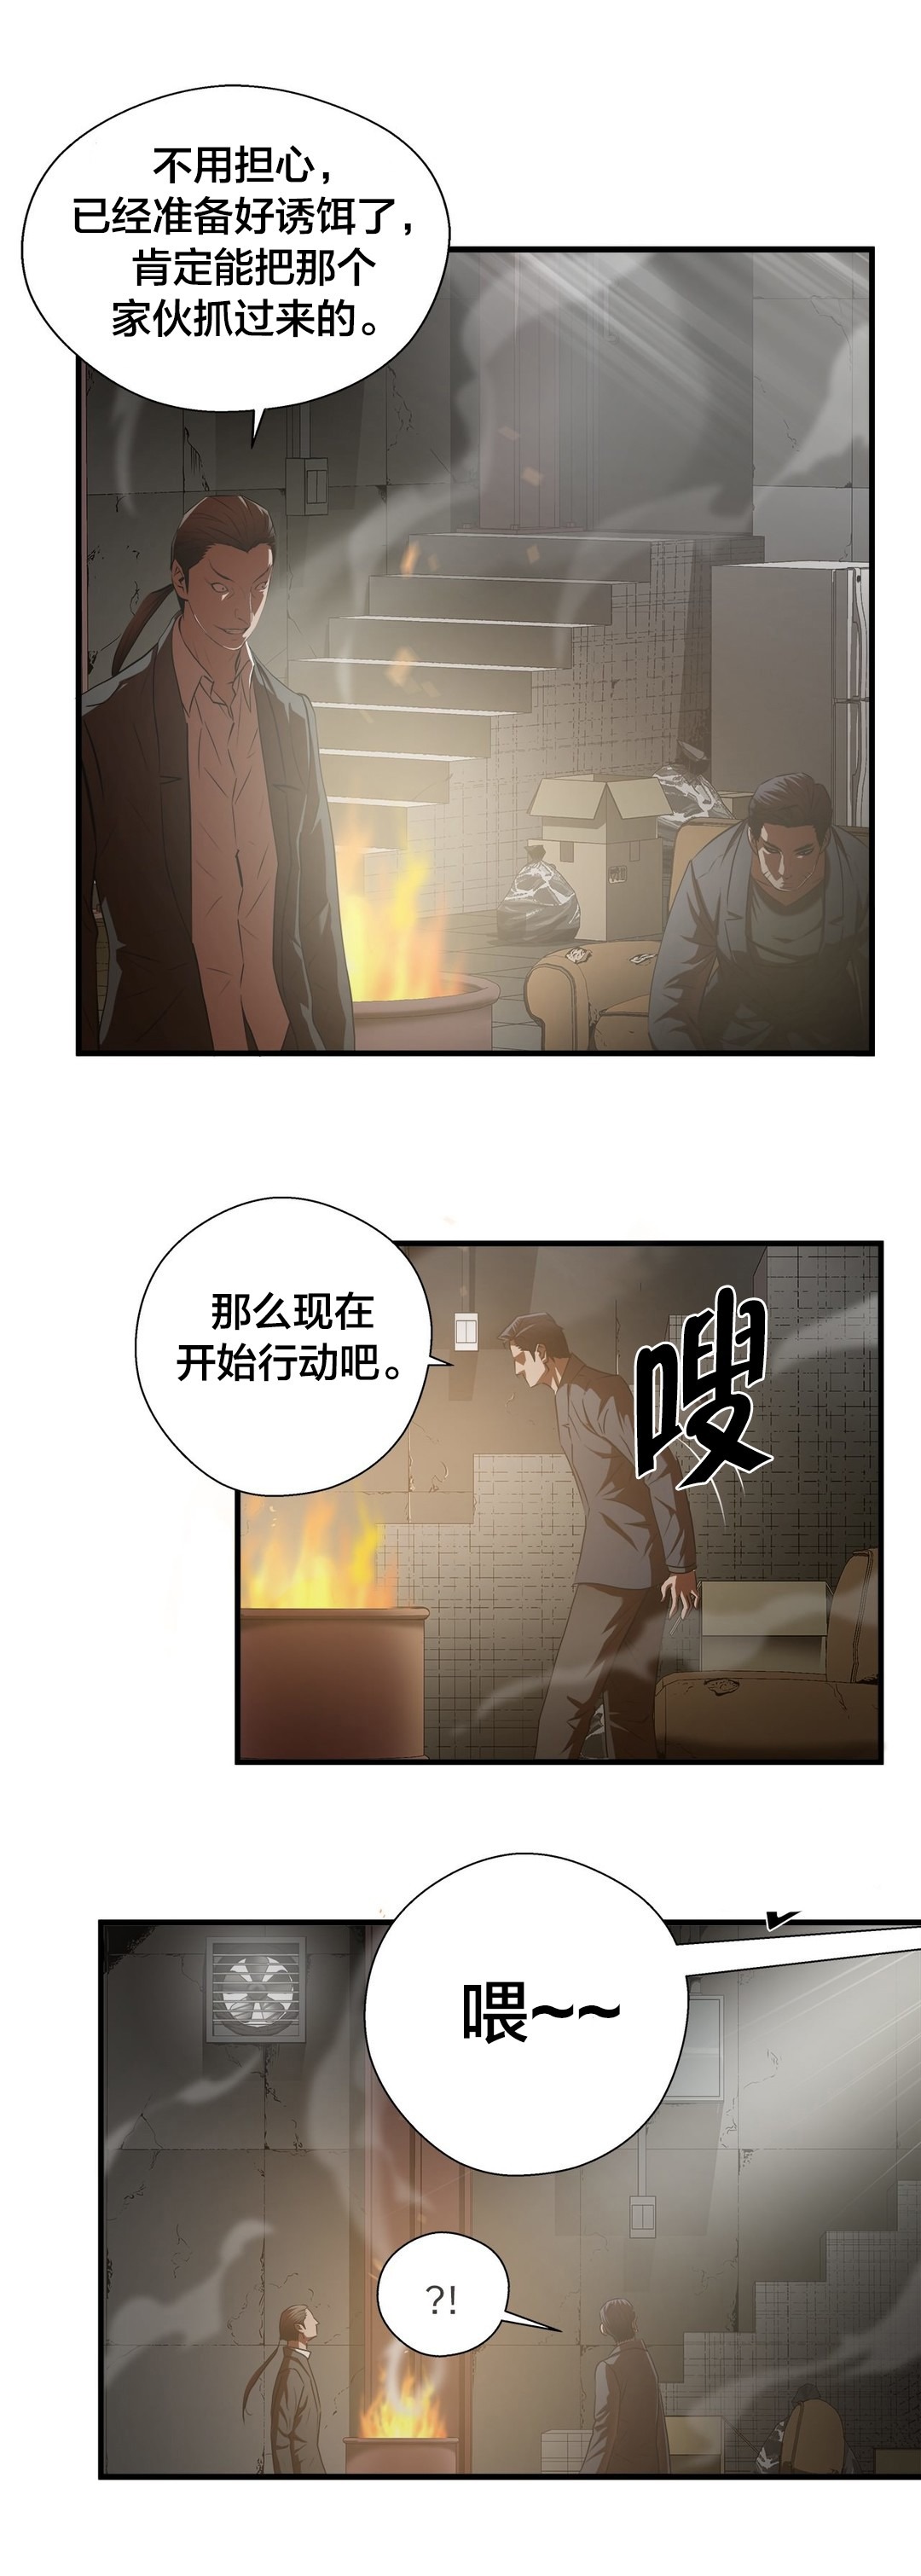 不用担心，
已经准备好诱饵了，
肯定能把那个
家伙抓过来的。
那么现在
开始行动吧。
嗖
喂~~
?!